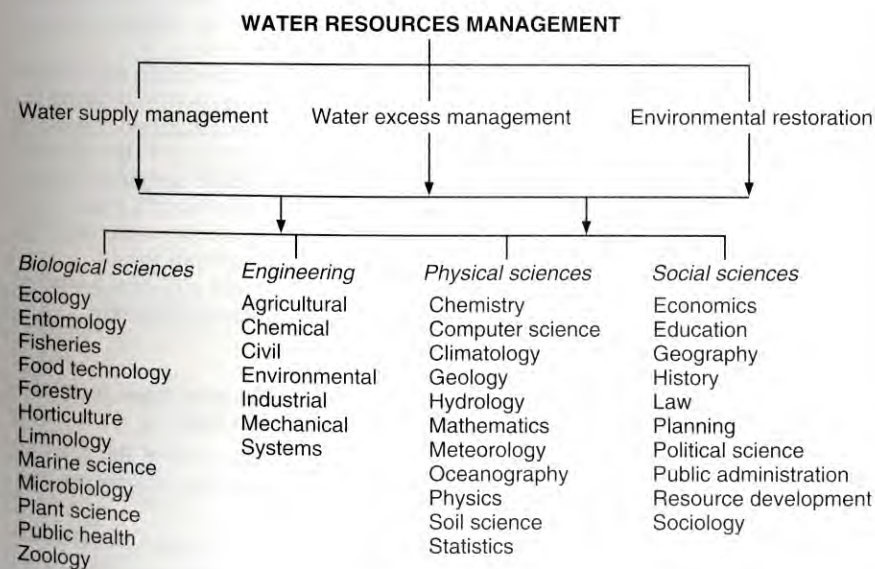 WATER RESOURCES MANAGEMENT
Water supply management
Water excess management
Environmental restoration
Biological sciences
Ecology
Entomology
Fisheries
Food technology
Forestry
Horticulture
Limnology
Marine science
Microbiology
Plant science
Public health
Zoology
Engineering
Agricultural
Chemical
Civil
Environmental
Industrial
Mechanical
Systems
Physical sciences
Chemistry
Computer science
Climatology
Geology
Hydrology
Mathematics
Meteorology
Oceanography
Physics
Soil science
Statistics
Social sciences
Economics
Education
Geography
History
Law
Planning
Political science
Public administration
Resource development
Sociology